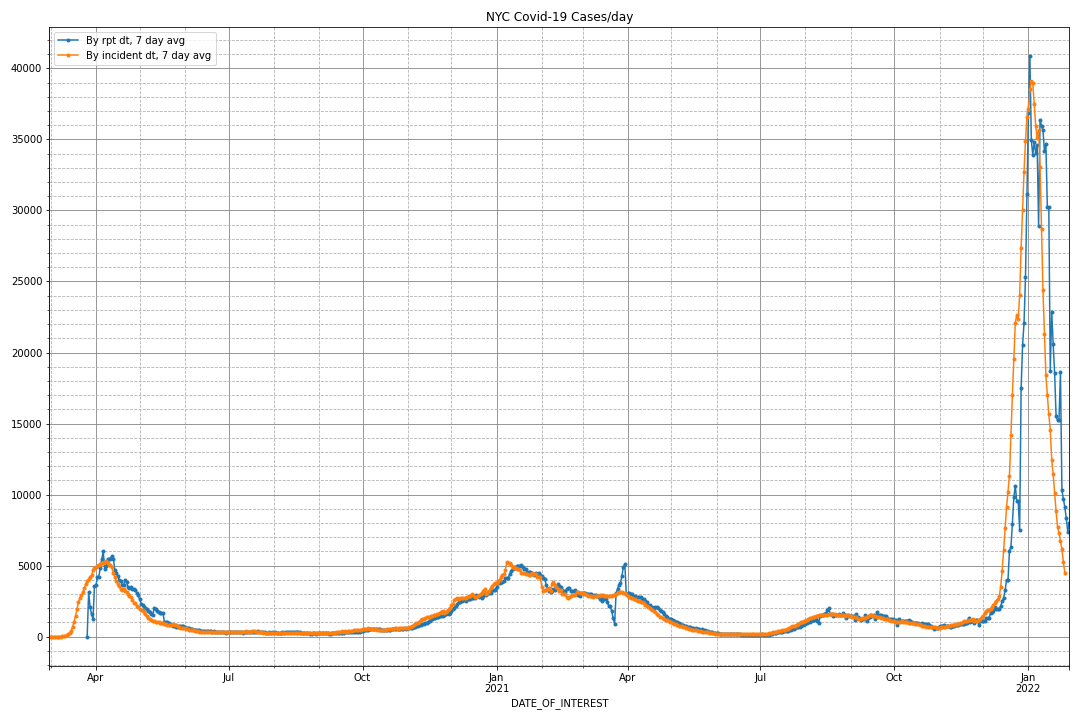 NYC Covid-19 Cases/day
By rpt dt, 7 day avg
By incident dt, 7 day avg
40000
35000
30000
25000
20000
15000
10000
5000
0
Apr Jul Oct Jan Apr Jul Oct Jan
2021 2022
DATE_OF_INTEREST